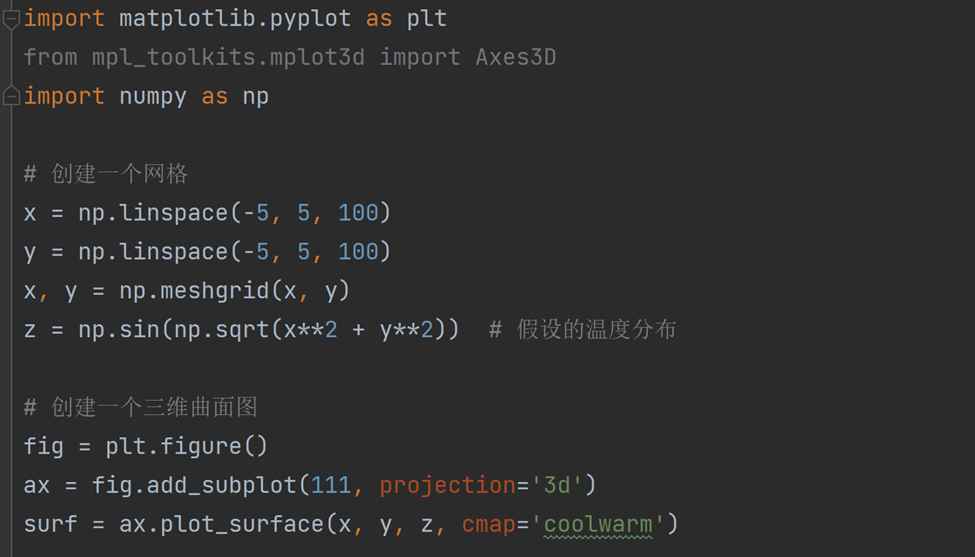 import matplotlib.pyplot as plt
from mpl_toolkits.mplot3d import Axes3D
import numpy as np
# 创建一个网格
x = np.linspace(-5, 5, 100)
y = np.linspace(-5, 5, 100)
x, y = np.meshgrid(x, y)
z = np.sin(np.sqrt(x**2 + y**2))  # 假设的温度分布
# 创建一个三维曲面图
fig = plt.figure()
ax = fig.add_subplot(111, projection='3d')
surf = ax.plot_surface(x, y, z, cmap='coolwarm')